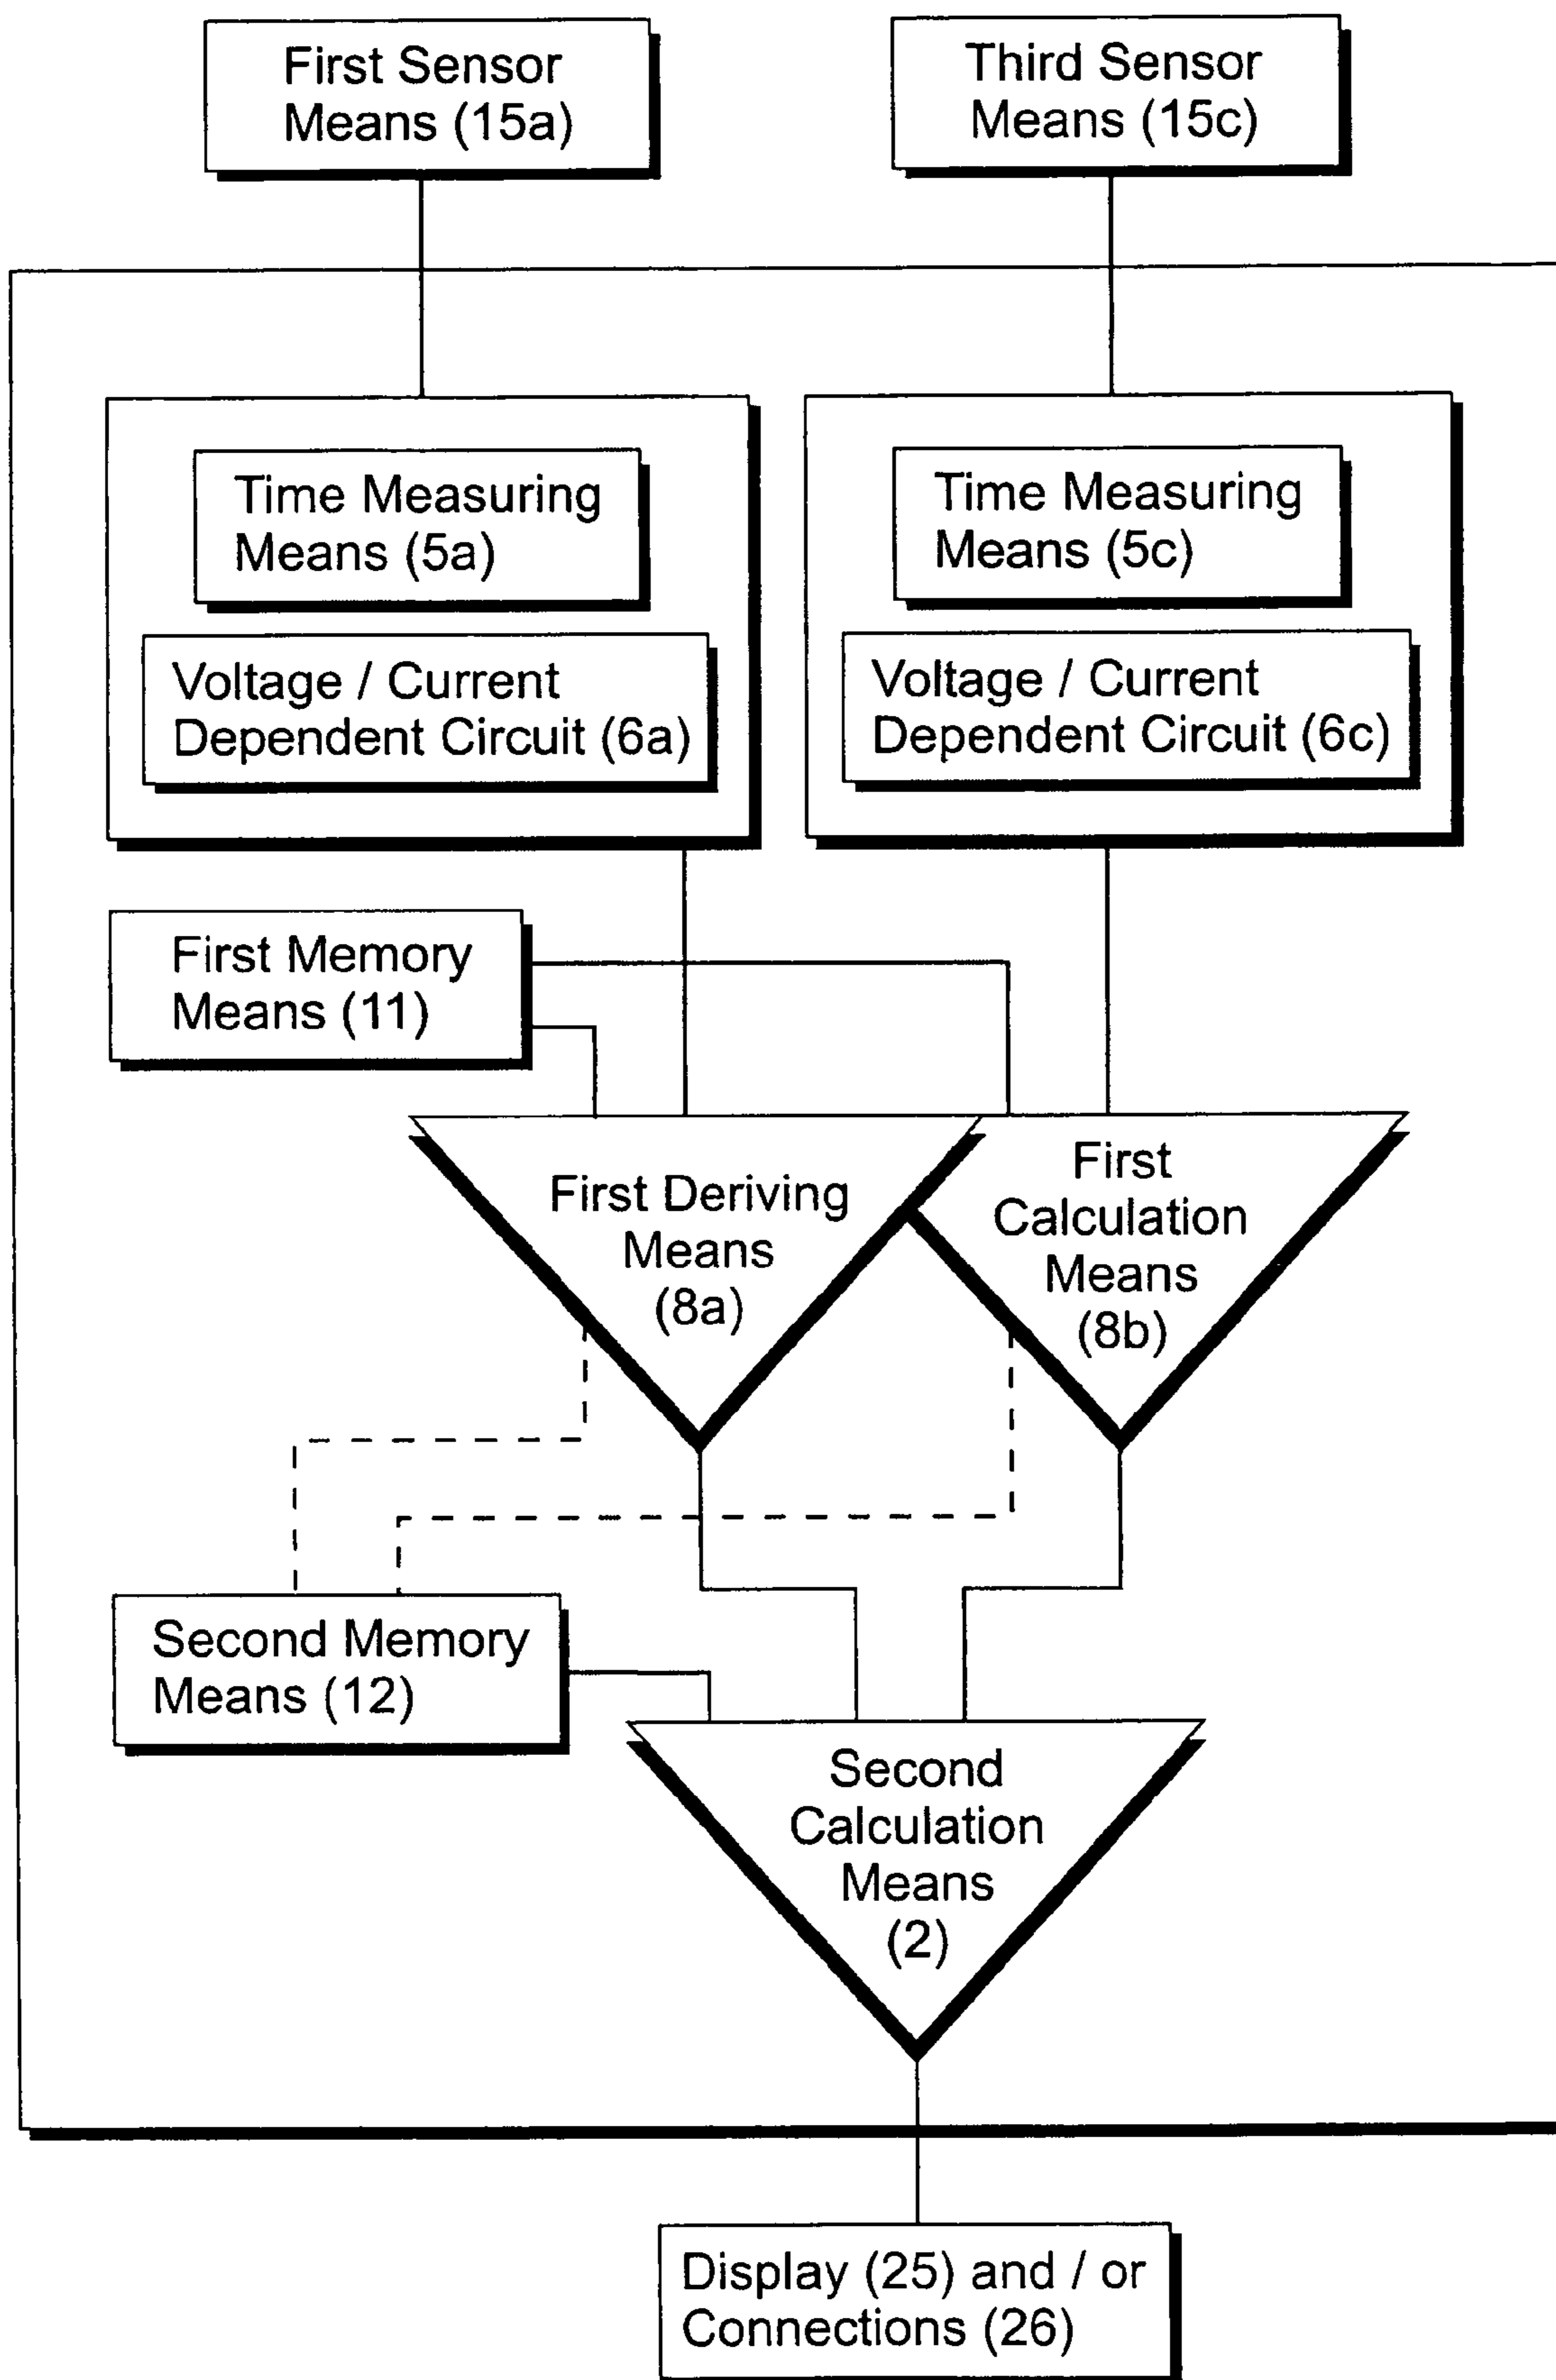 First Sensor
Means (15a)
Third Sensor
Means (15c)
Time Measuring
Means (5a)
Time Measuring
Means (5c)
Voltage / Current
Dependent Circuit (6a)
Voltage / Current
Dependent Circuit (6c)
First Memory
Means (11)
First Deriving
Means
(8a)
First
Calculation
Means
(8b)
Second Memory
Means (12)
Second
Calculation
Means
(2)
Display (25) and / or
Connections (26)